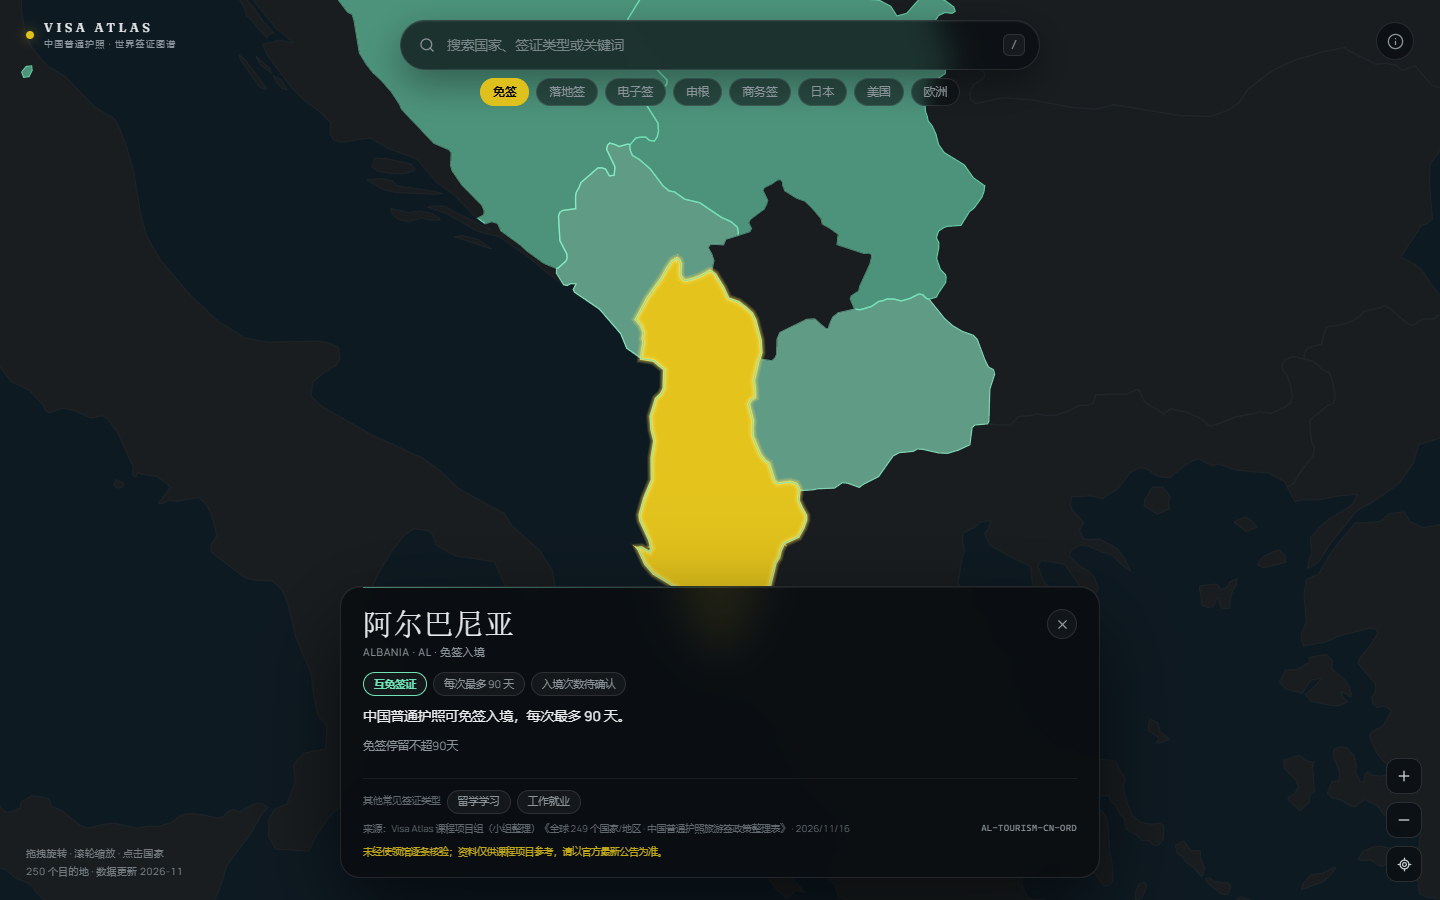 VISA ATLAS
中国普通护照 · 世界签证图谱
搜索国家、签证类型或关键词
/
免签 落地签 电子签 申根 商务签 日本 美国 欧洲
阿尔巴尼亚
ALBANIA · AL · 免签入境
互免签证 每次最多 90 天 入境次数待确认
中国普通护照可免签入境，每次最多 90 天。
免签停留不超90天
其他常见签证类型 留学学习 工作就业
来源：Visa Atlas 课程项目组（小组整理）《全球 249 个国家/地区 · 中国普通护照旅游签政策整理表》 · 2026/11/16
AL-TOURISM-CN-ORD
未经使领馆逐条核验；资料仅供课程项目参考，请以官方最新公告为准。
拖拽旋转 · 滚轮缩放 · 点击国家
250 个目的地 · 数据更新 2026-11